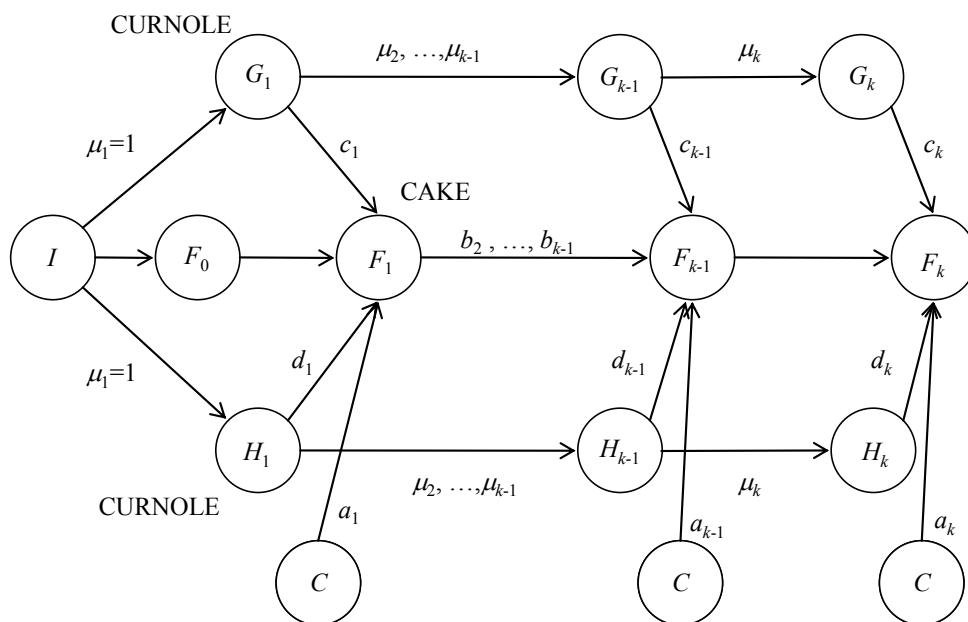 CURNOLE
G₁ μ₂, …,μₖ₋₁ Gₖ₋₁ μₖ Gₖ
μ₁=1 c₁ cₖ₋₁ cₖ
CAKE
I F₀ F₁ b₂ , …, bₖ₋₁ Fₖ₋₁ Fₖ
μ₁=1 d₁ dₖ₋₁ dₖ
H₁ Hₖ₋₁ Hₖ
CURNOLE μ₂, …,μₖ₋₁ μₖ
a₁ aₖ₋₁ aₖ
C C C